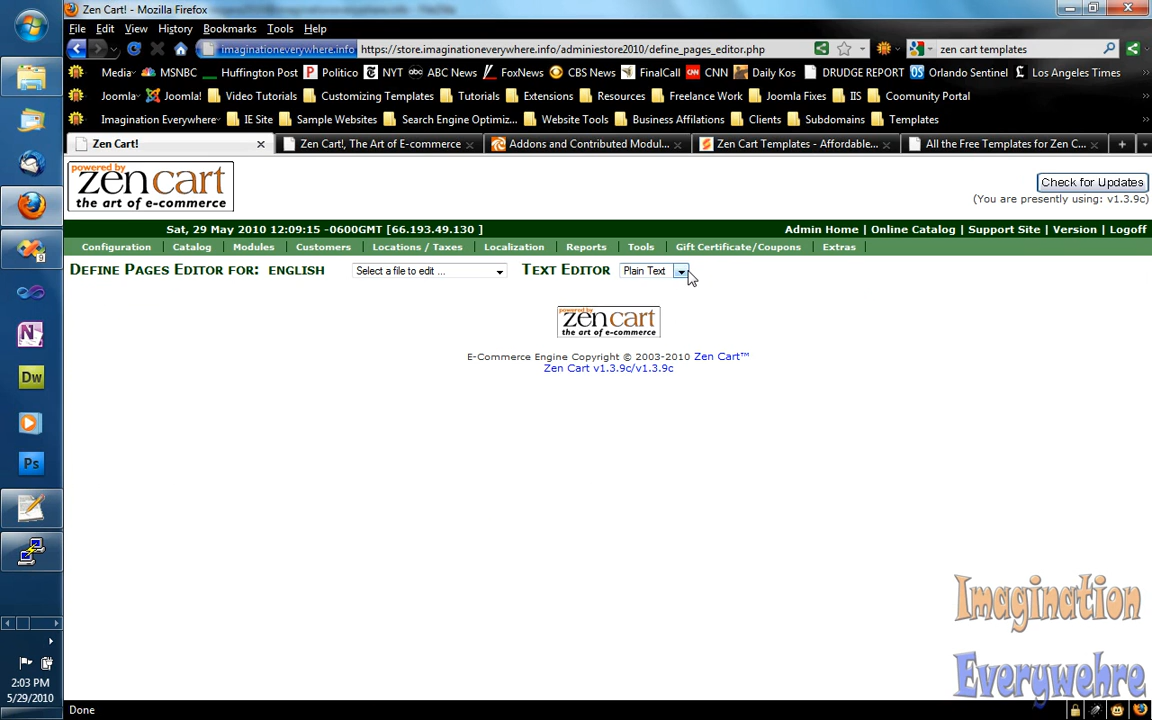 Zen Cart! - Mozilla Firefox
File Edit View History Bookmarks Tools Help
imaginationeverywhere.info https://store.imaginationeverywhere.info/adminiestore2010/define_pages_editor.php zen cart templates
Media MSNBC Huffington Post Politico NYT ABC News FoxNews CBS News FinalCall CNN Daily Kos DRUDGE REPORT Orlando Sentinel Los Angeles Times
Joomla Joomla! Video Tutorials Customizing Templates Tutorials Extensions Resources Freelance Work Joomla Fixes IIS Coomunity Portal
Imagination Everywhere IE Site Sample Websites Search Engine Optimiz... Website Tools Business Affilations Clients Subdomains Templates
Zen Cart! Zen Cart!, The Art of E-commerce Addons and Contributed Modul... Zen Cart Templates - Affordable... All the Free Templates for Zen C...
powered by
zen cart
the art of e-commerce
Check for Updates
(You are presently using: v1.3.9c)
Sat, 29 May 2010 12:09:15 -0600GMT [66.193.49.130 ] Admin Home | Online Catalog | Support Site | Version | Logoff
Configuration Catalog Modules Customers Locations / Taxes Localization Reports Tools Gift Certificate/Coupons Extras
DEFINE PAGES EDITOR FOR: ENGLISH Select a file to edit ... TEXT EDITOR Plain Text
powered by
zen cart
the art of e-commerce
E-Commerce Engine Copyright © 2003-2010 Zen Cart™
Zen Cart v1.3.9c/v1.3.9c
Imagination
Everywehre
2:03 PM
5/29/2010
Done